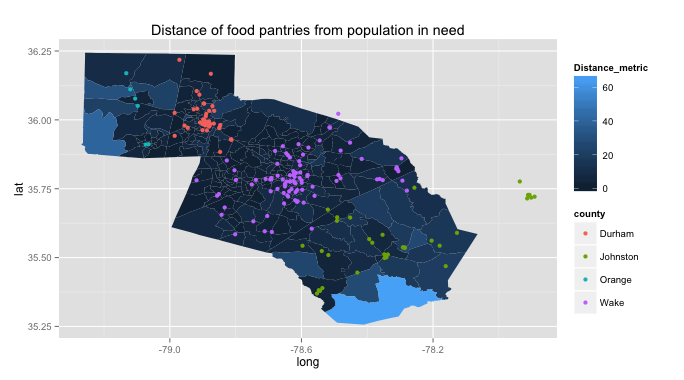 Distance of food pantries from population in need
36.25
36.00
35.75
35.50
35.25
lat
-79.0
-78.6
-78.2
long
Distance_metric
60
40
20
0
county
Durham
Johnston
Orange
Wake